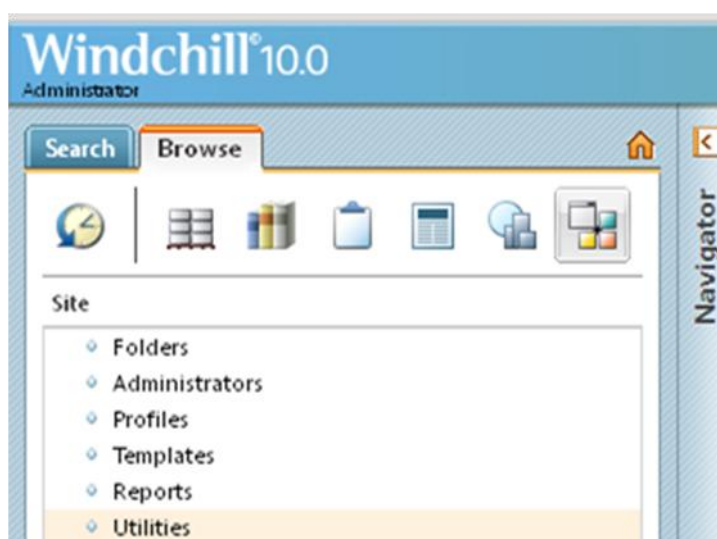 Windchill® 10.0
Administrator
Search Browse
Navigator
Site
Folders
Administrators
Profiles
Templates
Reports
Utilities